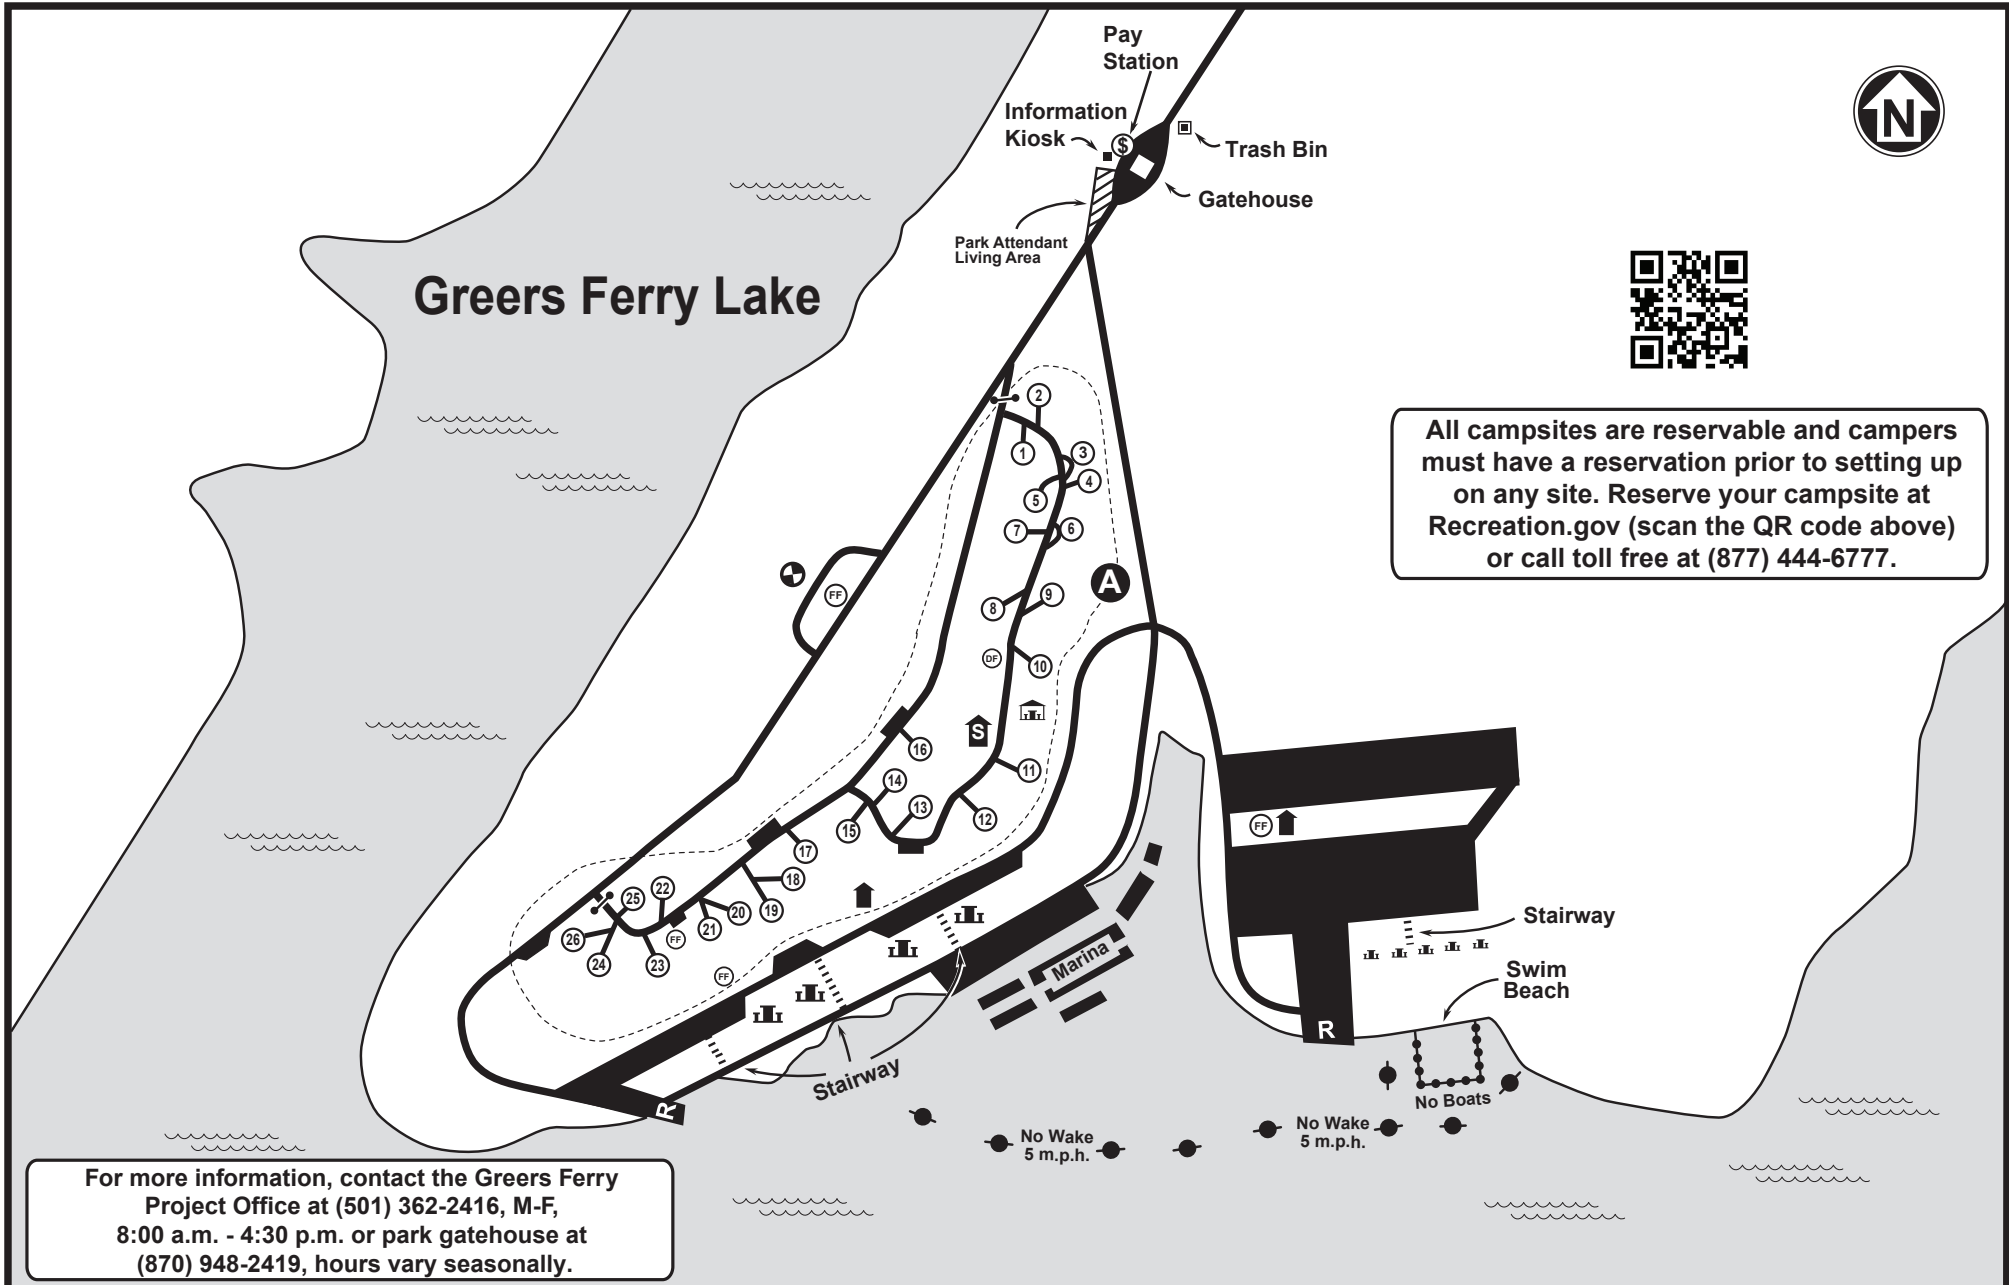 Pay
Station
Information
Kiosk
$
Trash Bin
Gatehouse
N
Park Attendant
Living Area
Greers Ferry Lake
All campsites are reservable and campers
must have a reservation prior to setting up
on any site. Reserve your campsite at
Recreation.gov (scan the QR code above)
or call toll free at (877) 444-6777.
2
1
3
4
5
7
6
A
FF
8
9
DF
10
S
16
11
14
13
12
15
17
18
19
20
21
22
25
26
24
23
FF
FF
FF
Marina
Stairway
Swim
Beach
R
No Boats
Stairway
R
No Wake
5 m.p.h.
No Wake
5 m.p.h.
For more information, contact the Greers Ferry
Project Office at (501) 362-2416, M-F,
8:00 a.m. - 4:30 p.m. or park gatehouse at
(870) 948-2419, hours vary seasonally.